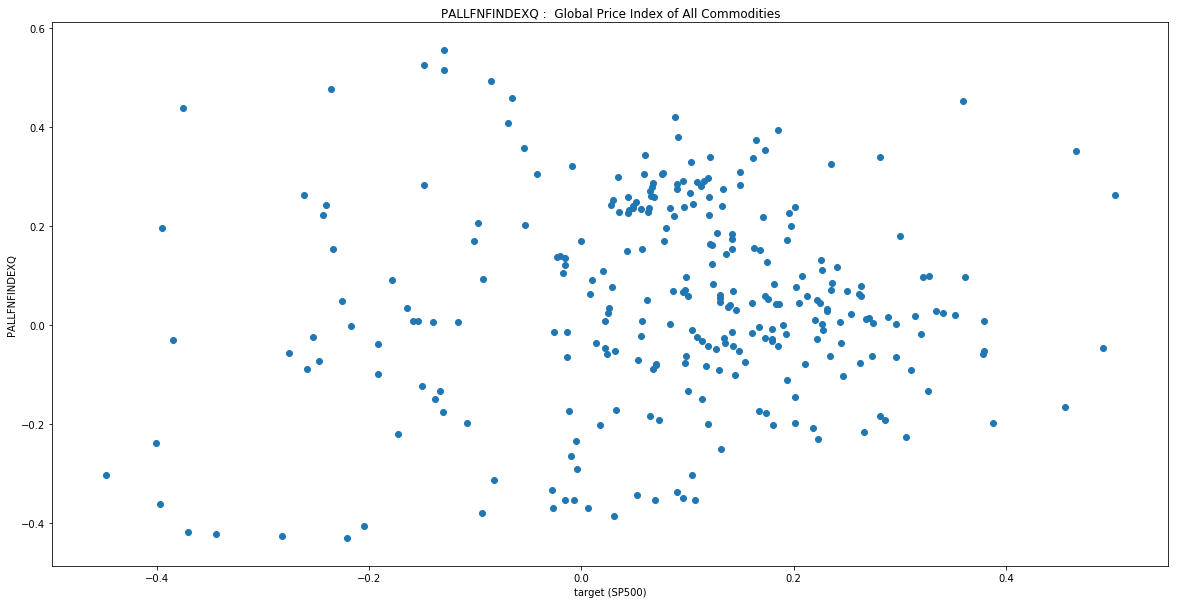 PALLFNFINDEXQ :  Global Price Index of All Commodities
0.6
0.4
0.2
0.0
−0.2
−0.4
PALLFNFINDEXQ
−0.4 −0.2 0.0 0.2 0.4
target (SP500)